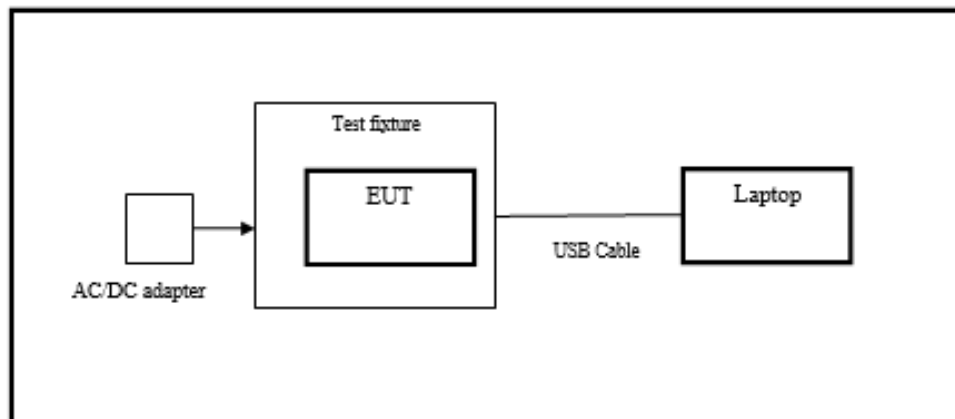 Test fixture
EUT
Laptop
USB Cable
AC/DC adapter